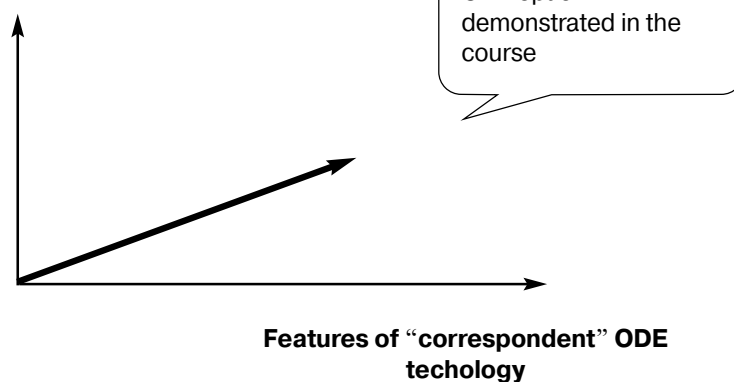 demonstrated in the
course
Features of “correspondent” ODE
techology